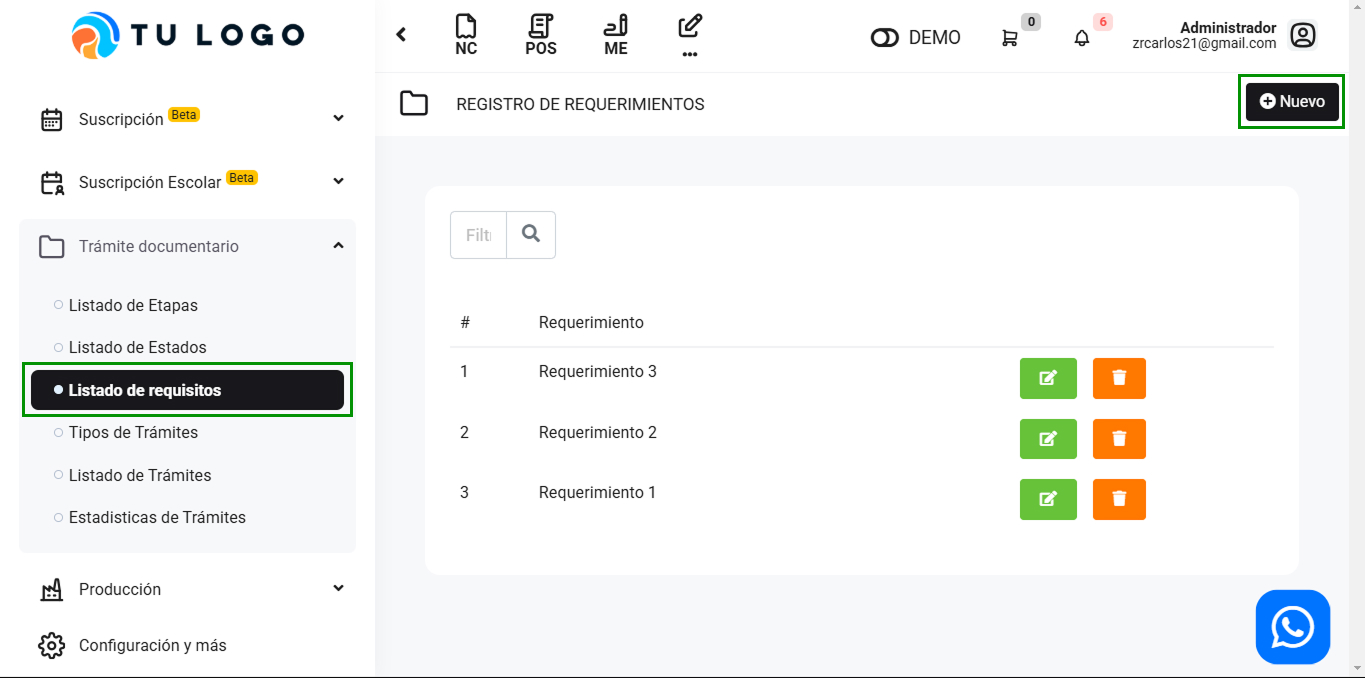 TU LOGO
NC
POS
ME
...
DEMO
0
6
Administrador
zrcarlos21@gmail.com
Suscripción Beta
Suscripción Escolar Beta
Trámite documentario
Listado de Etapas
Listado de Estados
Listado de requisitos
Tipos de Trámites
Listado de Trámites
Estadisticas de Trámites
Producción
Configuración y más
REGISTRO DE REQUERIMIENTOS
Nuevo
Filt
# Requerimiento
1 Requerimiento 3
2 Requerimiento 2
3 Requerimiento 1